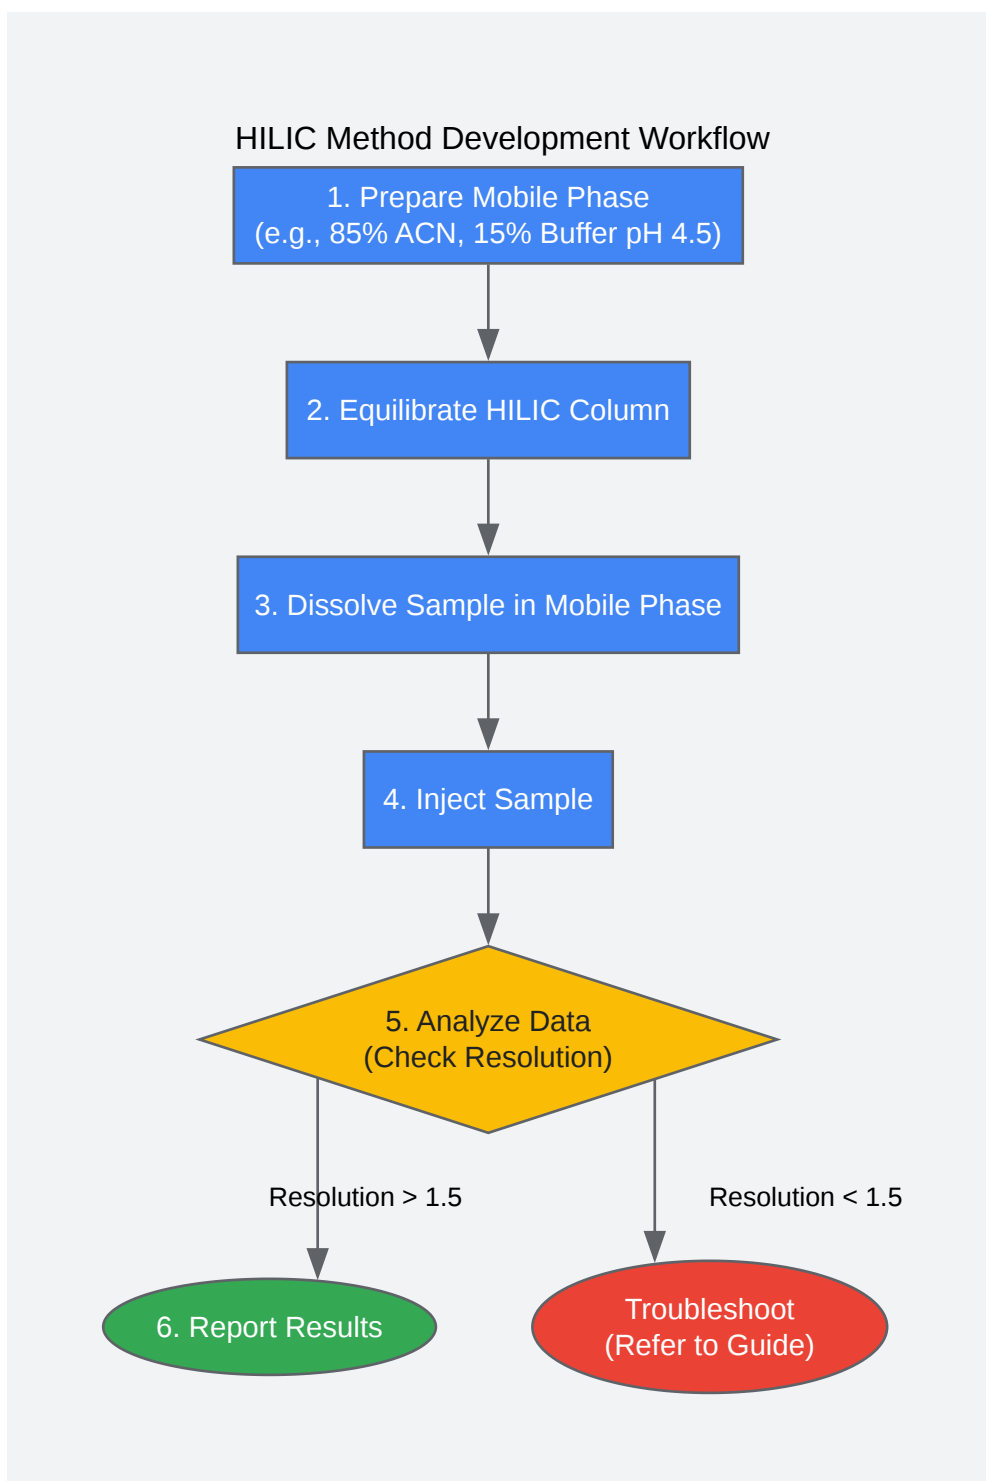 HILIC Method Development Workflow
1. Prepare Mobile Phase
(e.g., 85% ACN, 15% Buffer pH 4.5)
2. Equilibrate HILIC Column
3. Dissolve Sample in Mobile Phase
4. Inject Sample
5. Analyze Data
(Check Resolution)
Resolution > 1.5
Resolution < 1.5
6. Report Results
Troubleshoot
(Refer to Guide)